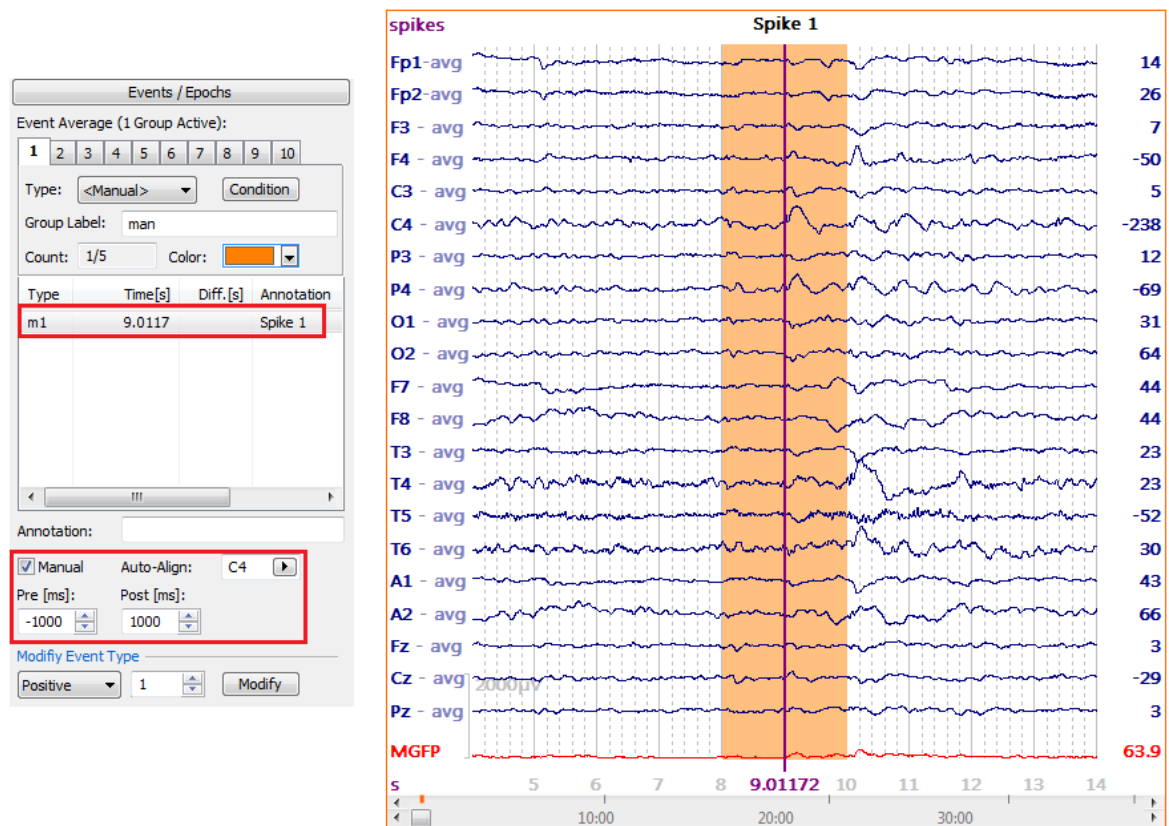 Events / Epochs
Event Average (1 Group Active):
1 2 3 4 5 6 7 8 9 10
Type: <Manual> Condition
Group Label: man
Count: 1/5 Color:
Type Time[s] Diff.[s] Annotation
m1 9.0117 Spike 1
Annotation:
Manual Auto-Align: C4
Pre [ms]: Post [ms]:
-1000 1000
Modifiy Event Type
Positive 1 Modify
spikes Spike 1
Fp1-avg 14
Fp2-avg 26
F3 - avg 7
F4 - avg -50
C3 - avg 5
C4 - avg -238
P3 - avg 12
P4 - avg -69
O1 - avg 31
O2 - avg 64
F7 - avg 44
F8 - avg 44
T3 - avg 23
T4 - avg 23
T5 - avg -52
T6 - avg 30
A1 - avg 43
A2 - avg 66
Fz - avg 3
Cz - avg -29
2000µV
Pz - avg 3
MGFP 63.9
s 5 6 7 8 9.01172 10 11 12 13 14
10:00 20:00 30:00